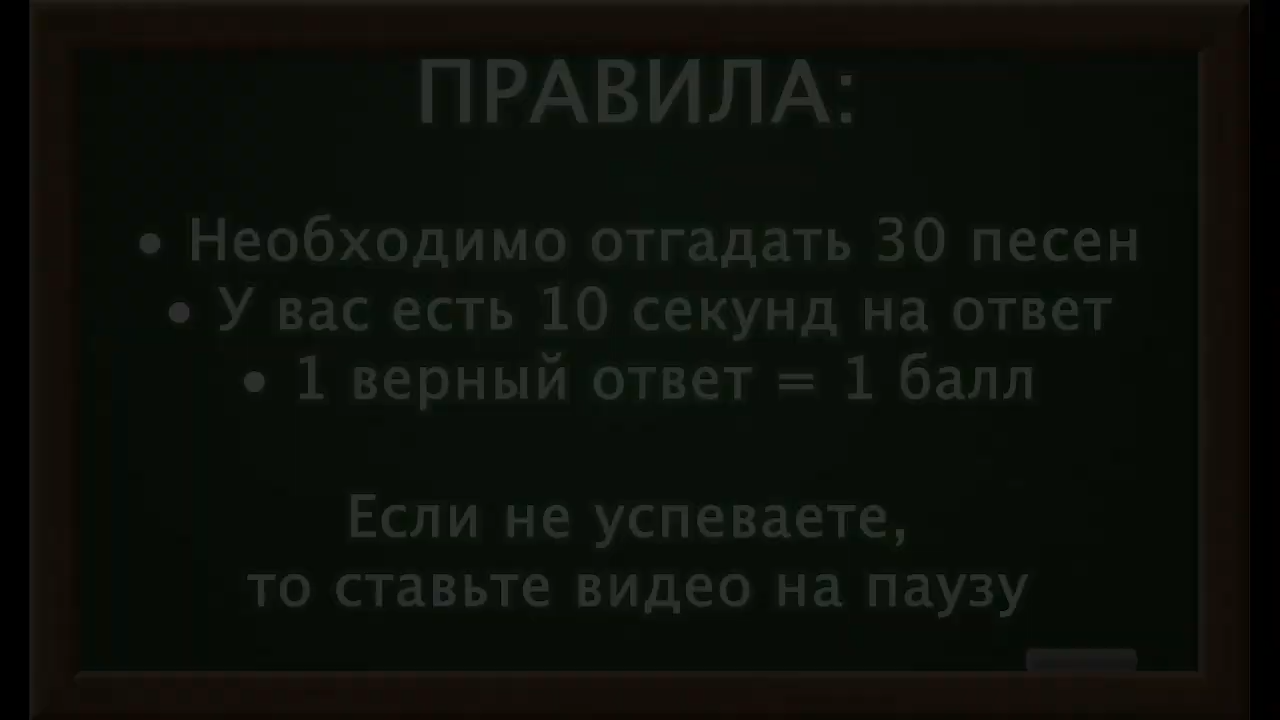 ПРАВИЛА:
• Необходимо отгадать 30 песен
• У вас есть 10 секунд на ответ
• 1 верный ответ = 1 балл
Если не успеваете,
то ставьте видео на паузу